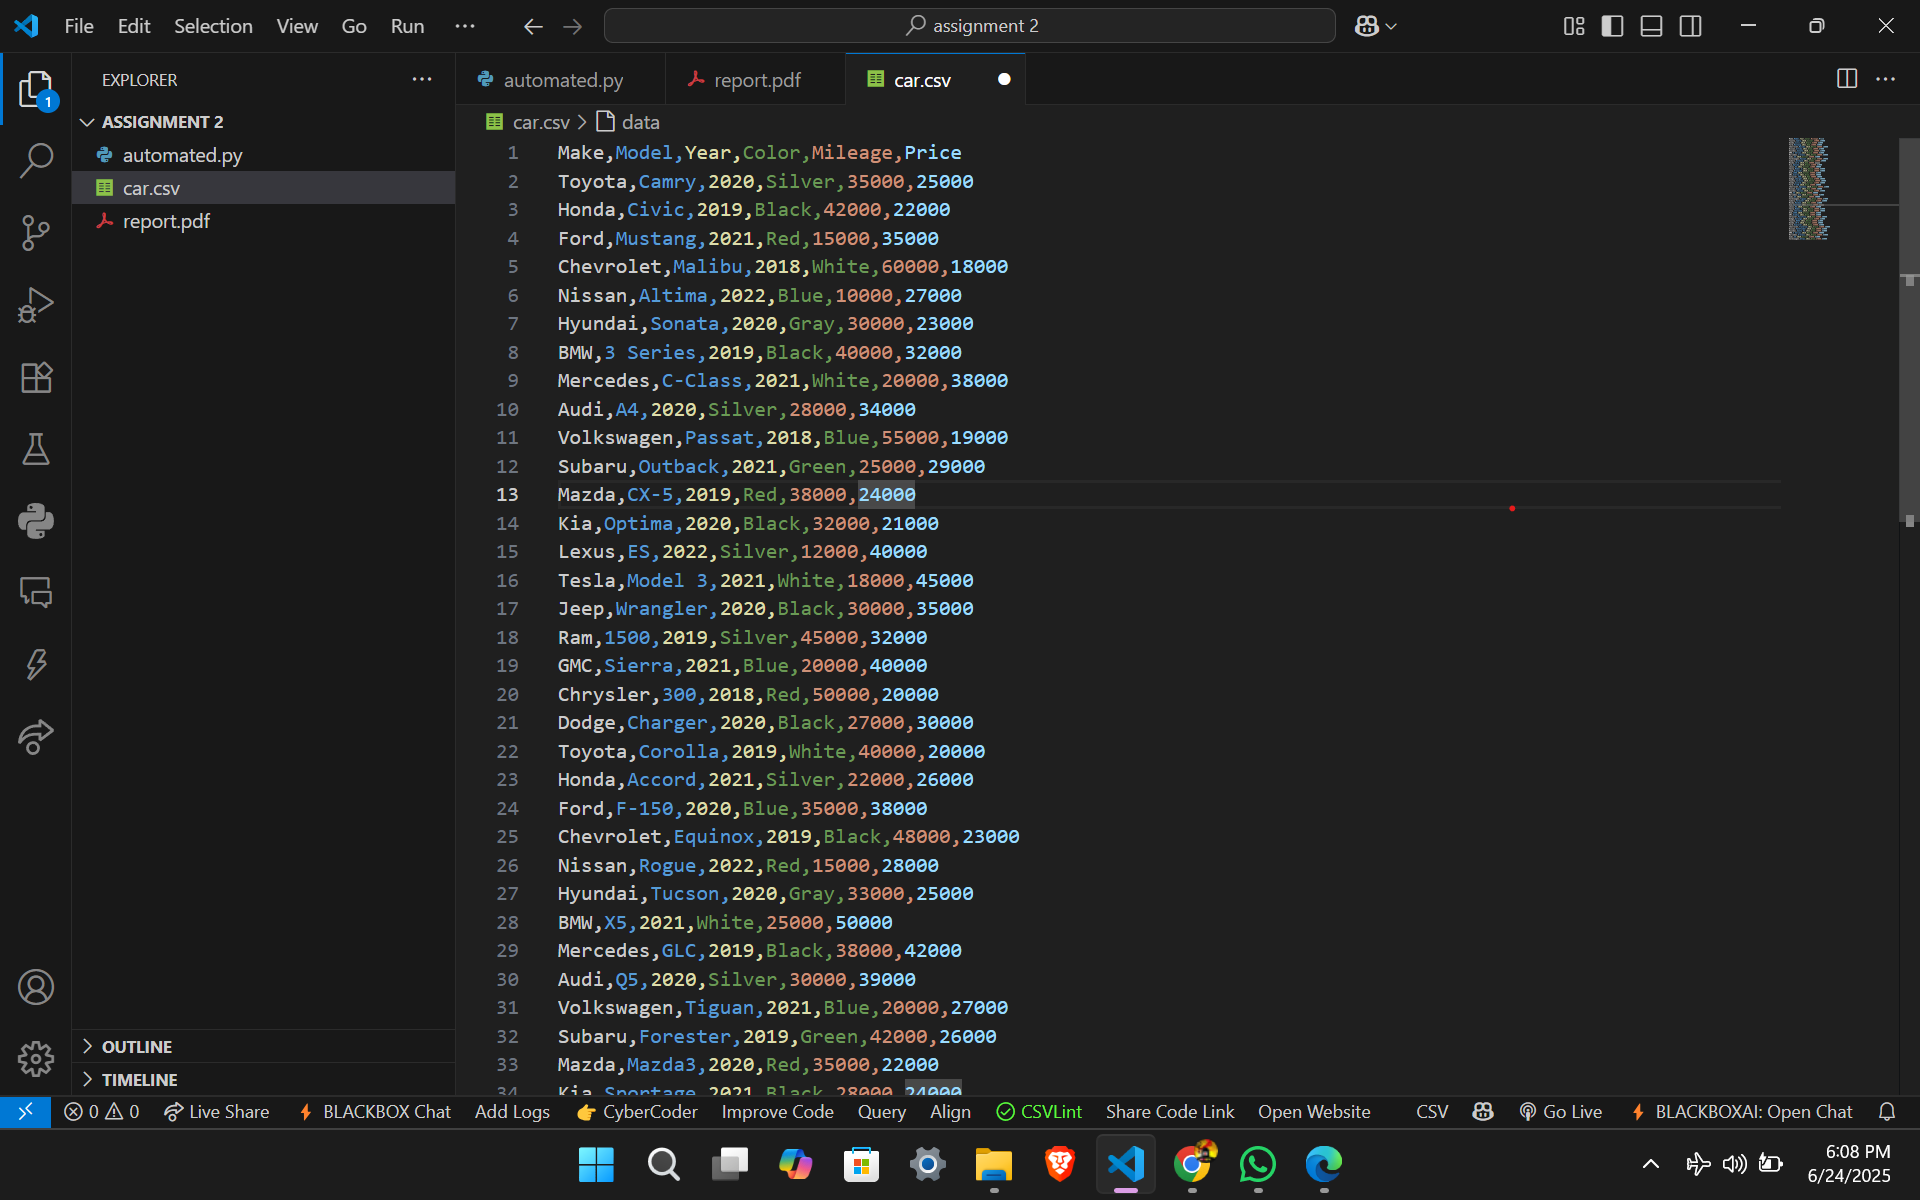 File Edit Selection View Go Run ··· assignment 2
EXPLORER ···
automated.py report.pdf car.csv ···
1
ASSIGNMENT 2
automated.py
car.csv
report.pdf
OUTLINE
TIMELINE
car.csv > data
1 Make,Model,Year,Color,Mileage,Price
2 Toyota,Camry,2020,Silver,35000,25000
3 Honda,Civic,2019,Black,42000,22000
4 Ford,Mustang,2021,Red,15000,35000
5 Chevrolet,Malibu,2018,White,60000,18000
6 Nissan,Altima,2022,Blue,10000,27000
7 Hyundai,Sonata,2020,Gray,30000,23000
8 BMW,3 Series,2019,Black,40000,32000
9 Mercedes,C-Class,2021,White,20000,38000
10 Audi,A4,2020,Silver,28000,34000
11 Volkswagen,Passat,2018,Blue,55000,19000
12 Subaru,Outback,2021,Green,25000,29000
13 Mazda,CX-5,2019,Red,38000,24000
14 Kia,Optima,2020,Black,32000,21000
15 Lexus,ES,2022,Silver,12000,40000
16 Tesla,Model 3,2021,White,18000,45000
17 Jeep,Wrangler,2020,Black,30000,35000
18 Ram,1500,2019,Silver,45000,32000
19 GMC,Sierra,2021,Blue,20000,40000
20 Chrysler,300,2018,Red,50000,20000
21 Dodge,Charger,2020,Black,27000,30000
22 Toyota,Corolla,2019,White,40000,20000
23 Honda,Accord,2021,Silver,22000,26000
24 Ford,F-150,2020,Blue,35000,38000
25 Chevrolet,Equinox,2019,Black,48000,23000
26 Nissan,Rogue,2022,Red,15000,28000
27 Hyundai,Tucson,2020,Gray,33000,25000
28 BMW,X5,2021,White,25000,50000
29 Mercedes,GLC,2019,Black,38000,42000
30 Audi,Q5,2020,Silver,30000,39000
31 Volkswagen,Tiguan,2021,Blue,20000,27000
32 Subaru,Forester,2019,Green,42000,26000
33 Mazda,Mazda3,2020,Red,35000,22000
34 Kia,Sportage,2021,Black,28000,24000
0 0 Live Share BLACKBOX Chat Add Logs CyberCoder Improve Code Query Align CSVLint Share Code Link Open Website CSV Go Live BLACKBOXAI: Open Chat
6:08 PM
6/24/2025